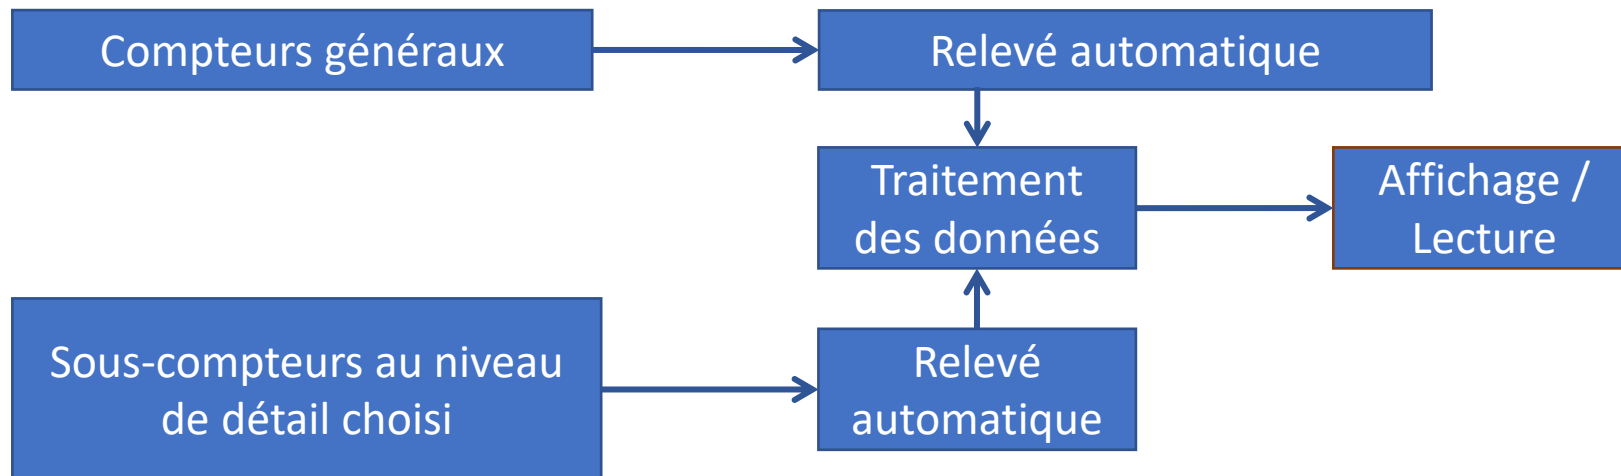 Compteurs généraux
Relevé automatique
Traitement
des données
Affichage /
Lecture
Sous-compteurs au niveau
de détail choisi
Relevé
automatique